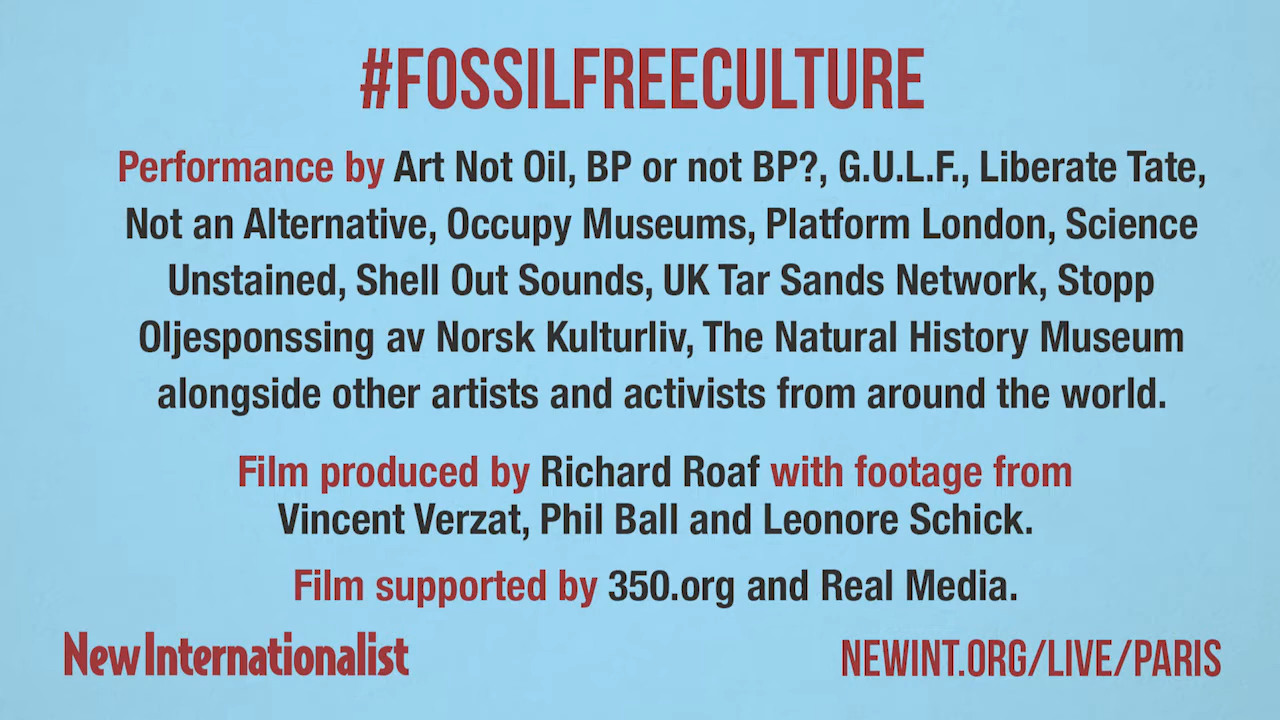 #FOSSILFREECULTURE
Performance by Art Not Oil, BP or not BP?, G.U.L.F., Liberate Tate,
Not an Alternative, Occupy Museums, Platform London, Science
Unstained, Shell Out Sounds, UK Tar Sands Network, Stopp
Oljesponssing av Norsk Kulturliv, The Natural History Museum
alongside other artists and activists from around the world.
Film produced by Richard Roaf with footage from
Vincent Verzat, Phil Ball and Leonore Schick.
Film supported by 350.org and Real Media.
New Internationalist
NEWINT.ORG/LIVE/PARIS